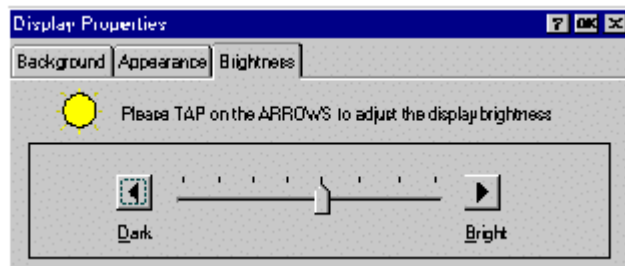 Display Properties ? OK X
Background Appearance Brightness
Please TAP on the ARROWS to adjust the display brightness
Dark Bright